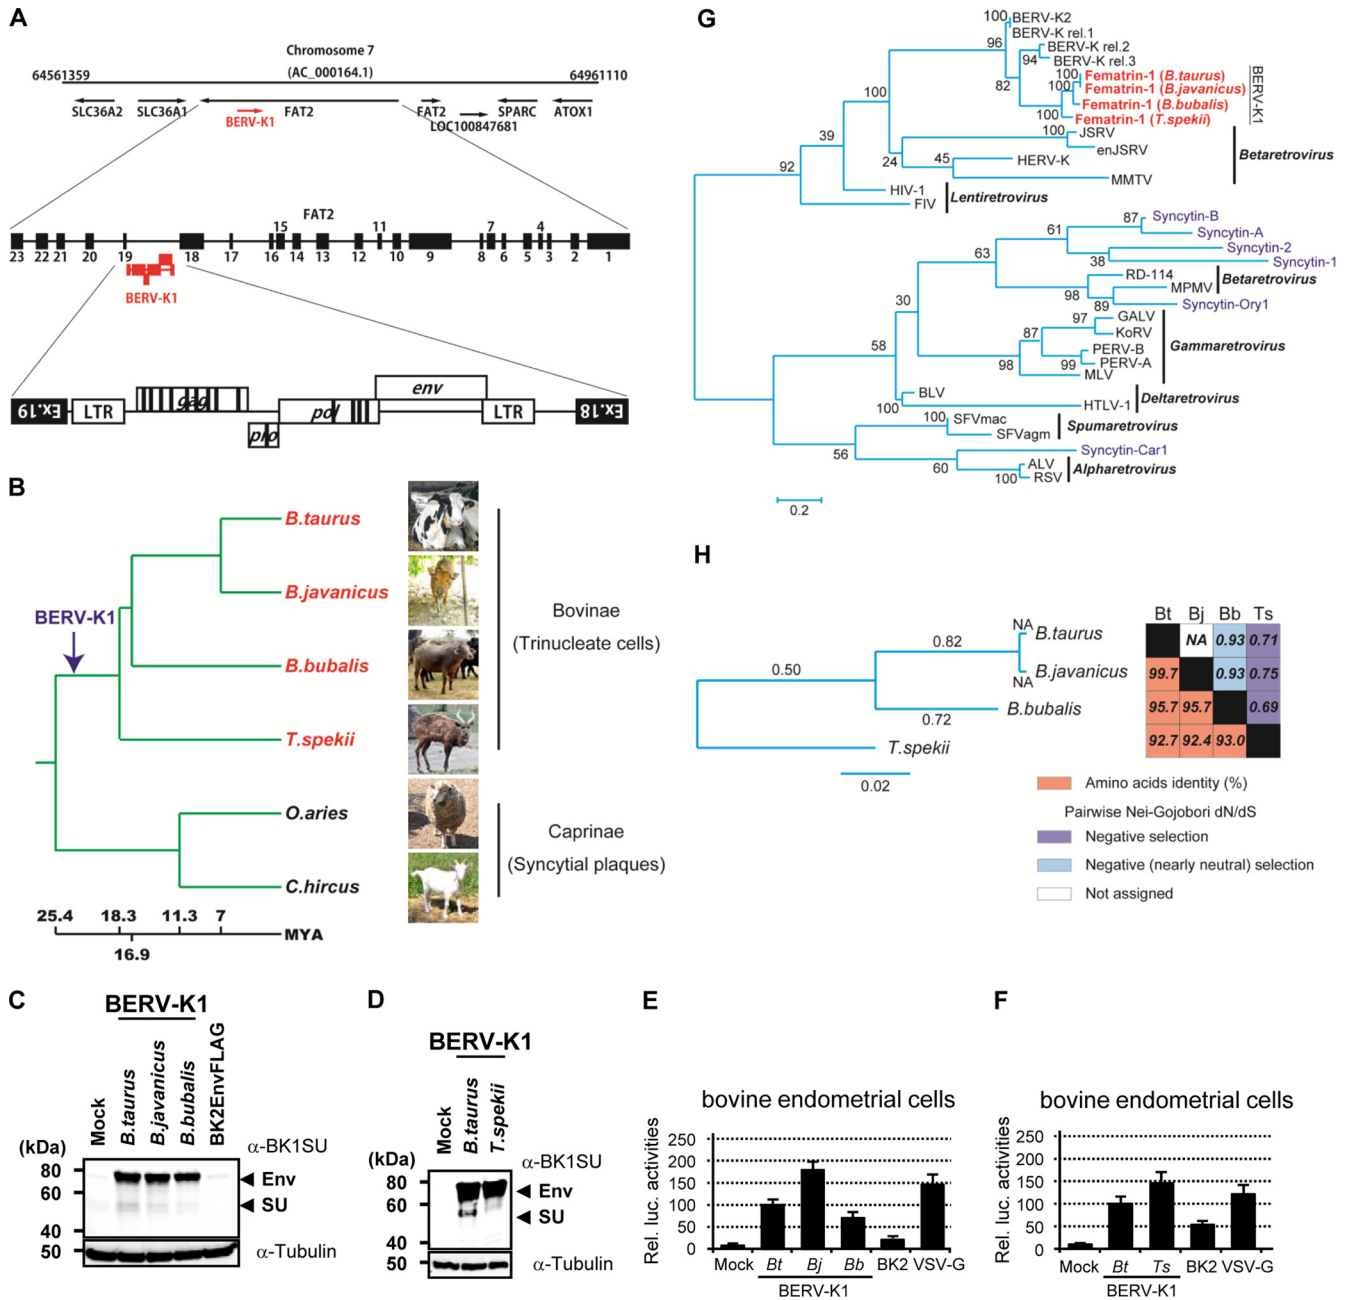 A
Chromosome 7
(AC_000164.1)
64561359
64961110
SLC36A2
SLC36A1
BERV-K1
FAT2
FAT2
LOC100847681
SPARC
ATOX1
FAT2
15
11
7
4
23
22
21
20
19
18
17
16
14
13
12
10
9
8
6
5
3
2
1
BERV-K1
Ex.19
LTR
gag
pro
pol
env
LTR
Ex.18
B
BERV-K1
B.taurus
B.javanicus
B.bubalis
T.spekii
O.aries
C.hircus
Bovinae
(Trinucleate cells)
Caprinae
(Syncytial plaques)
25.4
18.3
11.3
7
16.9
MYA
C
BERV-K1
Mock
B.taurus
B.javanicus
B.bubalis
BK2EnvFLAG
(kDa)
α-BK1SU
80
60
40
50
Env
SU
α-Tubulin
D
BERV-K1
Mock
B.taurus
T.spekii
(kDa)
α-BK1SU
80
60
40
50
Env
SU
α-Tubulin
E
bovine endometrial cells
Rel. luc. activities
250
200
150
100
50
0
Mock Bt Bj Bb BK2 VSV-G
BERV-K1
F
bovine endometrial cells
Rel. luc. activities
250
200
150
100
50
0
Mock Bt Ts BK2 VSV-G
BERV-K1
G
100
BERV-K2
BERV-K rel.1
96
BERV-K rel.2
94
BERV-K rel.3
82
100
Fematrin-1 (B.taurus)
100
Fematrin-1 (B.javanicus)
Fematrin-1 (B.bubalis)
Fematrin-1 (T.spekii)
BERV-K1
100
100
JSRV
enJSRV
39
24
45
HERV-K
MMTV
Betaretrovirus
92
HIV-1
FIV
Lentiretrovirus
87
Syncytin-B
61
Syncytin-A
63
Syncytin-2
38
Syncytin-1
RD-114
98
MPMV
89
Syncytin-Ory1
Betaretrovirus
30
97
GALV
87
KoRV
PERV-B
98
99
PERV-A
MLV
Gammaretrovirus
58
BLV
100
HTLV-1
Deltaretrovirus
100
SFVmac
SFVagm
Spumaretrovirus
56
Syncytin-Car1
60
ALV
100
RSV
Alpharetrovirus
0.2
H
0.50
0.82
0.72
NA
B.taurus
B.javanicus
NA
B.bubalis
T.spekii
0.02
Bt Bj Bb Ts
NA 0.93 0.71
99.7 0.93 0.75
95.7 95.7 0.69
92.7 92.4 93.0
Amino acids identity (%)
Pairwise Nei-Gojobori dN/dS
Negative selection
Negative (nearly neutral) selection
Not assigned